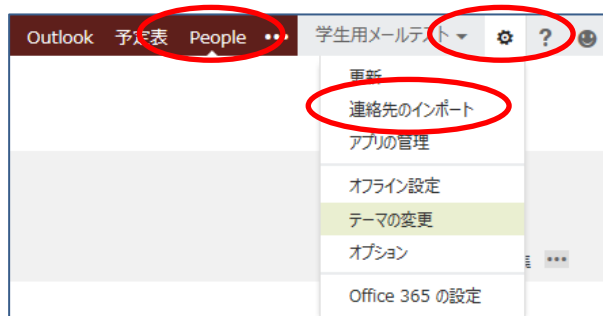 Outlook 予定表 People ••• 学生用メールテスト ?
更新
連絡先のインポート
アプリの管理
オフライン設定
テーマの変更
オプション
•••
Office 365 の設定